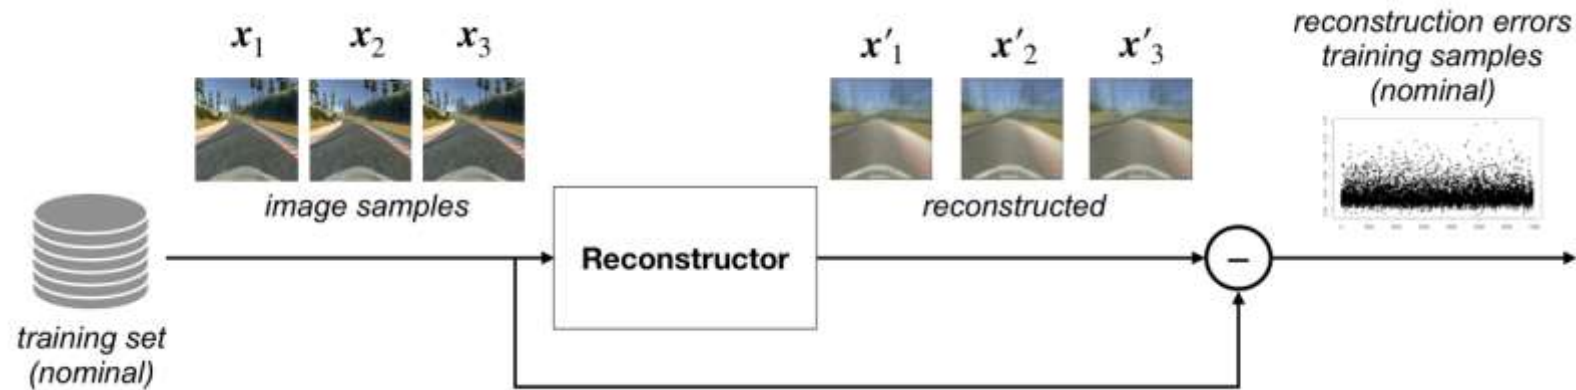 x₁ x₂ x₃
image samples
training set
(nominal)
Reconstructor
x'₁ x'₂ x'₃
reconstructed
−
reconstruction errors
training samples
(nominal)